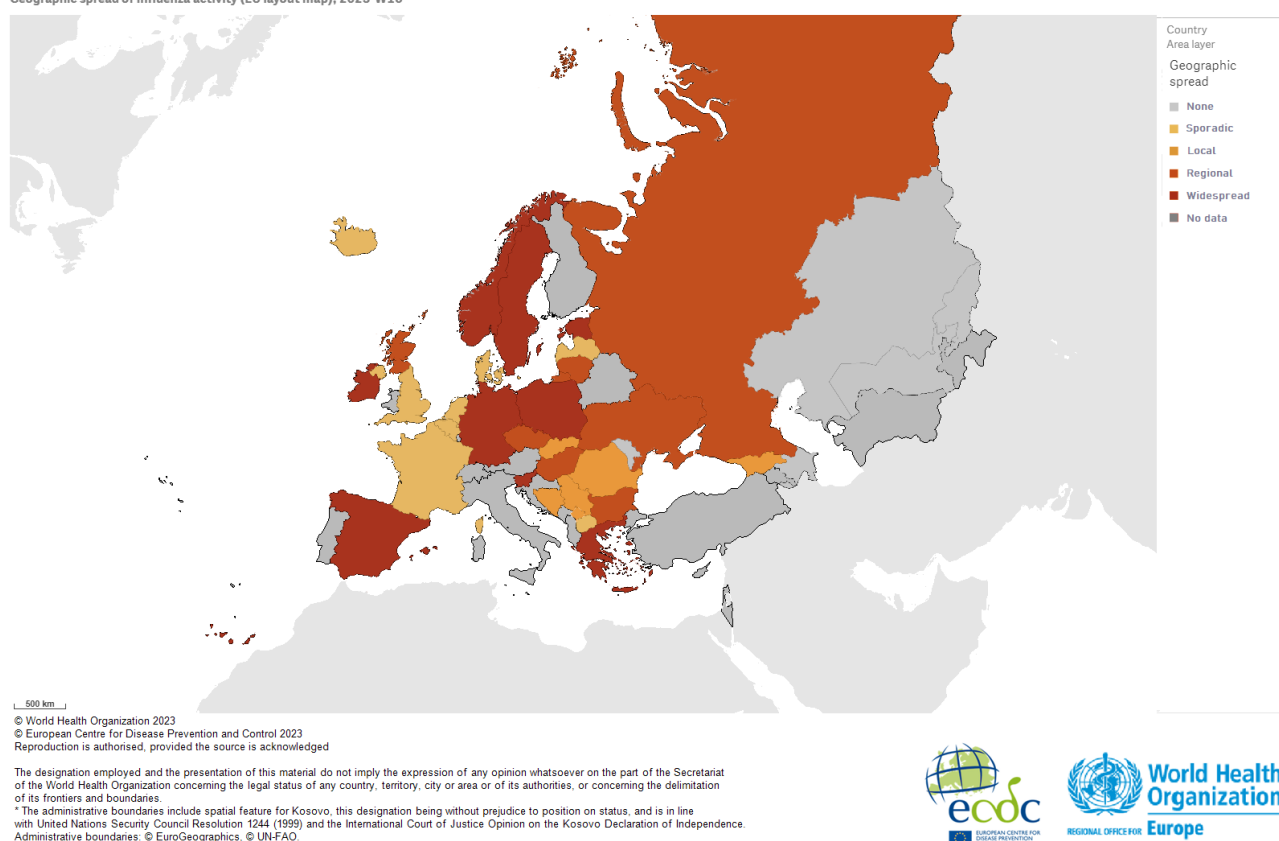 Country
Area layer
Geographic
spread
None
Sporadic
Local
Regional
Widespread
No data
500 km
© World Health Organization 2023
© European Centre for Disease Prevention and Control 2023
Reproduction is authorised, provided the source is acknowledged
The designation employed and the presentation of this material do not imply the expression of any opinion whatsoever on the part of the Secretariat
of the World Health Organization concerning the legal status of any country, territory, city or area or of its authorities, or concerning the delimitation
of its frontiers and boundaries.
* The administrative boundaries include spatial feature for Kosovo, this designation being without prejudice to position on status, and is in line
with United Nations Security Council Resolution 1244 (1999) and the International Court of Justice Opinion on the Kosovo Declaration of Independence.
Administrative boundaries: © EuroGeographics, © UN-FAO.
ecdc
EUROPEAN CENTRE FOR
DISEASE PREVENTION
World Health
Organization
REGIONAL OFFICE FOR Europe